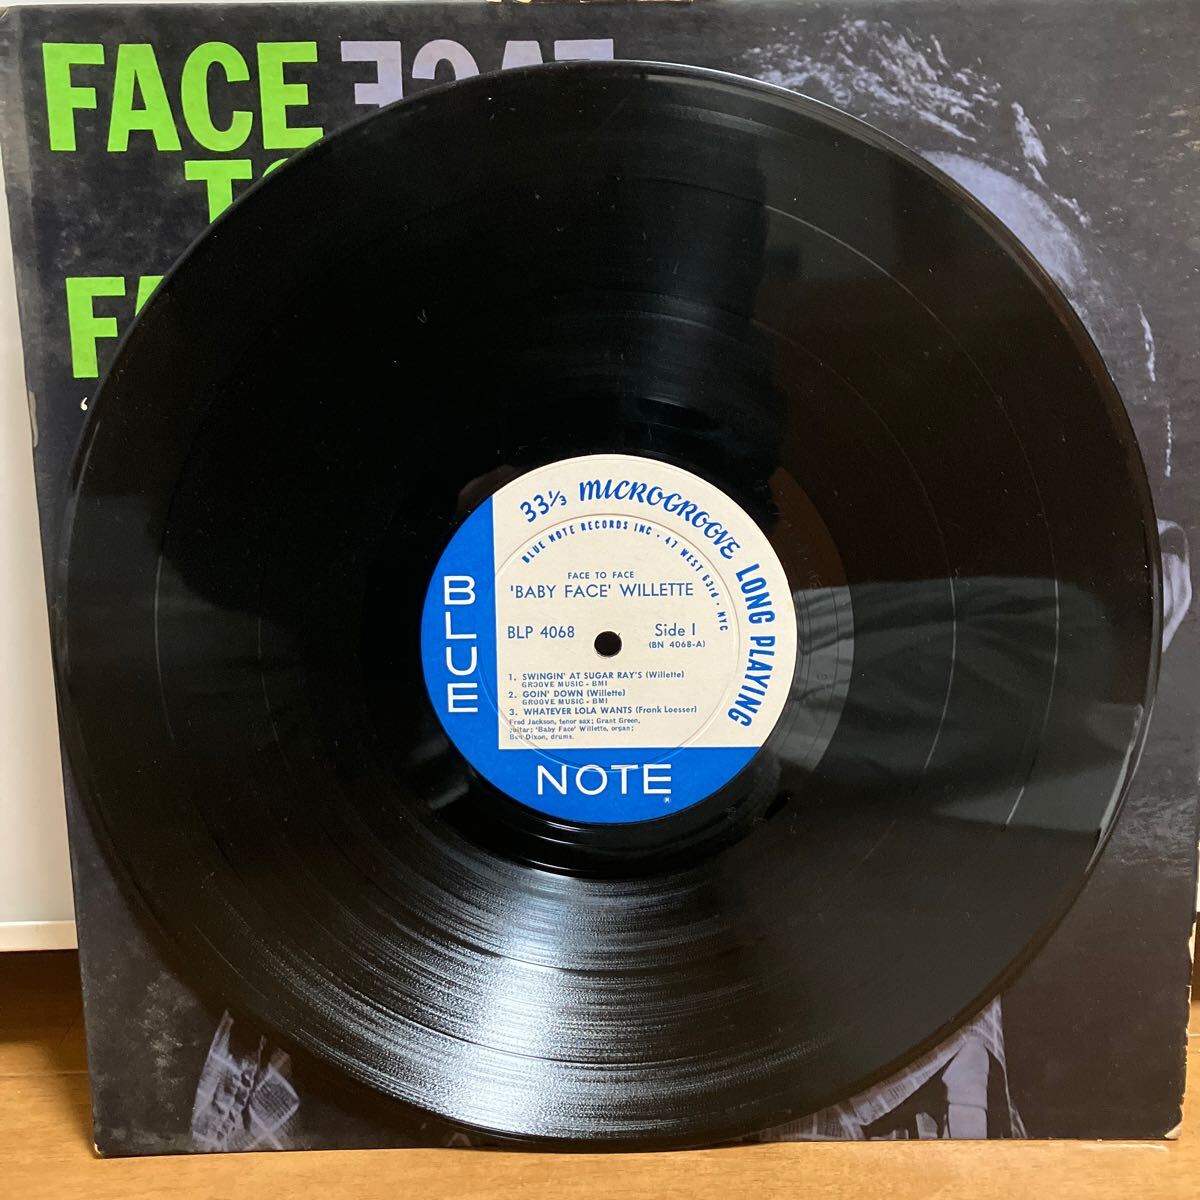 FACE FACE
TO
33 1/3 MICROGROOVE LONG PLAYING
BLUE NOTE RECORDS INC · 47 WEST 63rd · NYC
FACE TO FACE
'BABY FACE' WILLETTE
BLP 4068 Side 1
(BN 4068-A)
1. SWINGIN' AT SUGAR RAY'S (Willette)
GROOVE MUSIC - BMI
2. GOIN' DOWN (Willette)
GROOVE MUSIC - BMI
3. WHATEVER LOLA WANTS (Frank Loesser)
Fred Jackson, tenor sax; Grant Green,
guitar; 'Baby Face' Willette, organ;
Ben Dixon, drums.
BLUE
NOTE
®